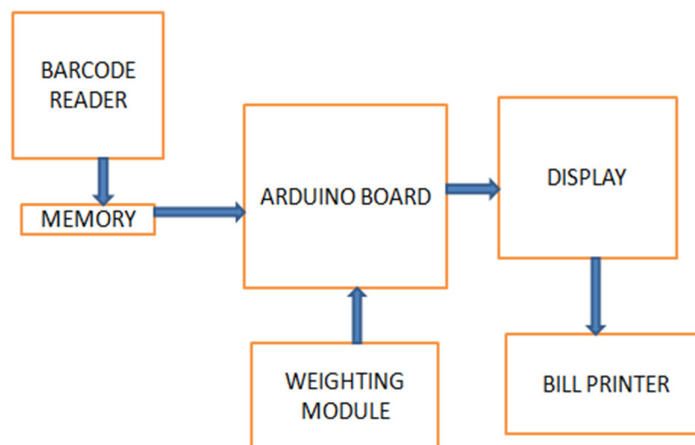 BARCODE
READER
MEMORY
ARDUINO BOARD
DISPLAY
WEIGHTING
MODULE
BILL PRINTER